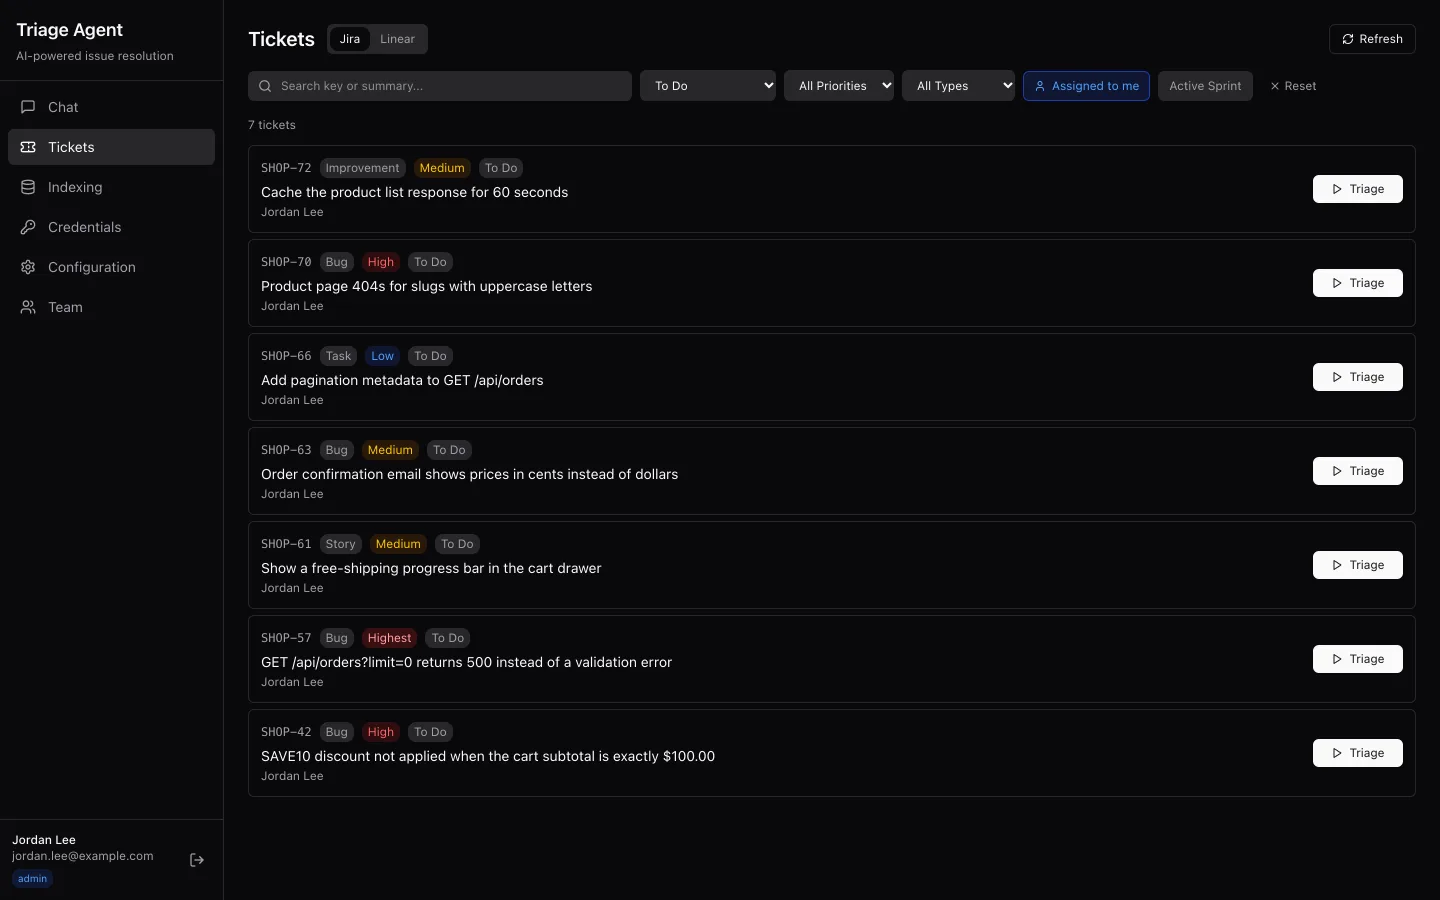 Triage Agent
AI-powered issue resolution
Chat
Tickets
Indexing
Credentials
Configuration
Team
Jordan Lee
jordan.lee@example.com
admin
Tickets Jira Linear Refresh
Search key or summary... To Do All Priorities All Types Assigned to me Active Sprint Reset
7 tickets
SHOP-72 Improvement Medium To Do
Cache the product list response for 60 seconds
Jordan Lee
Triage
SHOP-70 Bug High To Do
Product page 404s for slugs with uppercase letters
Jordan Lee
Triage
SHOP-66 Task Low To Do
Add pagination metadata to GET /api/orders
Jordan Lee
Triage
SHOP-63 Bug Medium To Do
Order confirmation email shows prices in cents instead of dollars
Jordan Lee
Triage
SHOP-61 Story Medium To Do
Show a free-shipping progress bar in the cart drawer
Jordan Lee
Triage
SHOP-57 Bug Highest To Do
GET /api/orders?limit=0 returns 500 instead of a validation error
Jordan Lee
Triage
SHOP-42 Bug High To Do
SAVE10 discount not applied when the cart subtotal is exactly $100.00
Jordan Lee
Triage